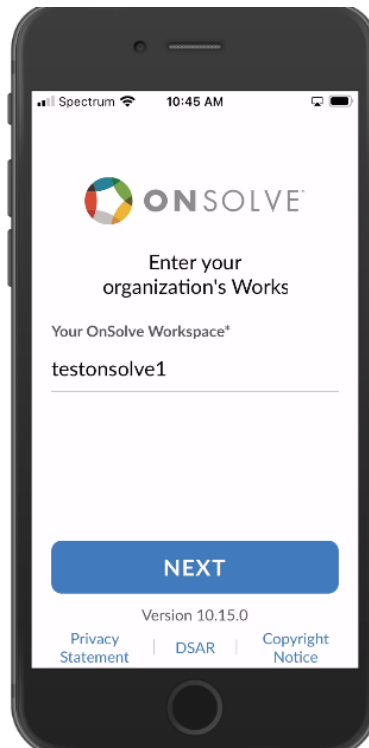 Spectrum 10:45 AM
ONSOLVE
Enter your
organization's Works
Your OnSolve Workspace*
testonsolve1
NEXT
Version 10.15.0
Privacy Statement | DSAR | Copyright Notice